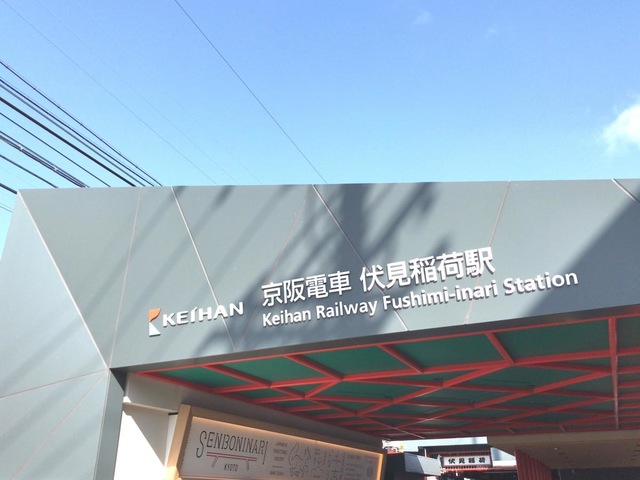 京阪電車 伏見稲荷駅
KEIHAN
Keihan Railway Fushimi-inari Station
SENBONINARI
KYOTO
伏見稲荷